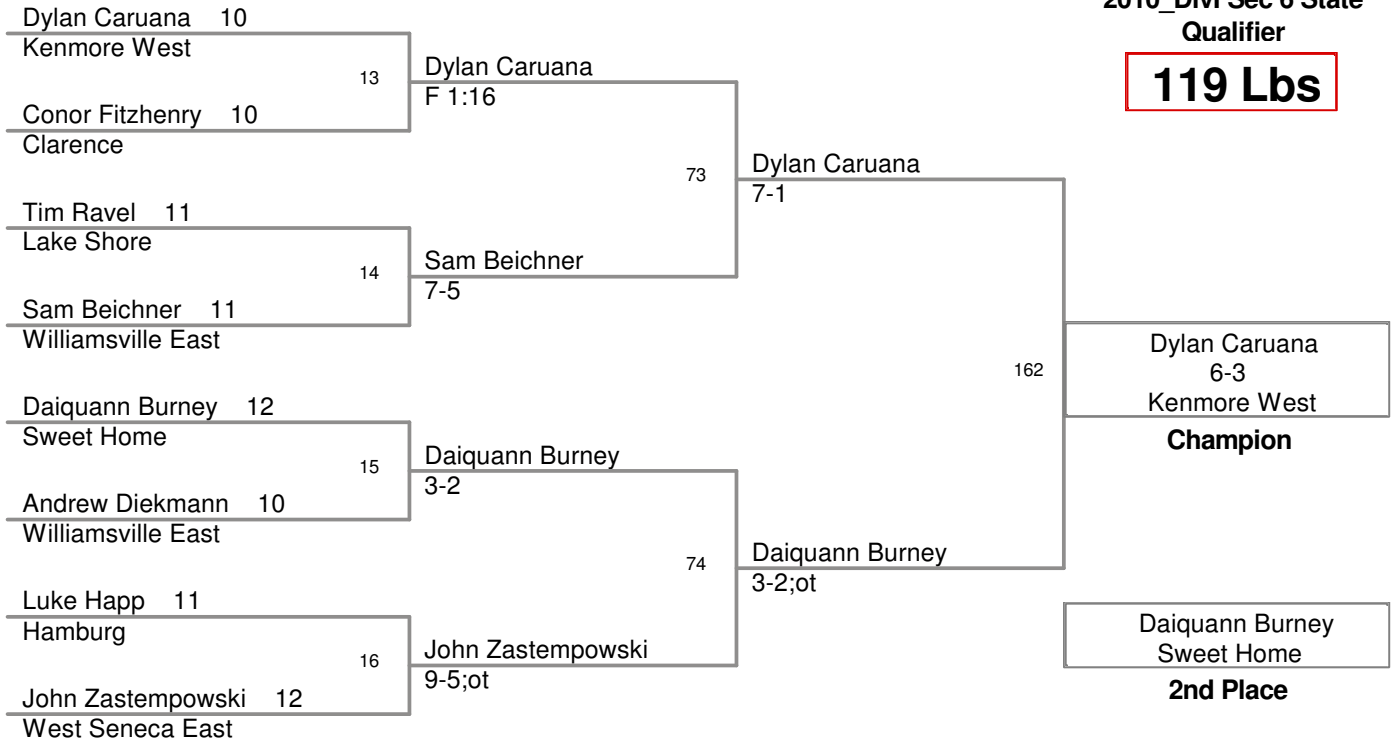 2010_DivI Sec 6 State
Qualifier
119 Lbs
Dylan Caruana 10
Kenmore West
13
Conor Fitzhenry 10
Clarence
Dylan Caruana
F 1:16
Tim Ravel 11
Lake Shore
14
Sam Beichner 11
Williamsville East
Sam Beichner
7-5
73
Dylan Caruana
7-1
Daiquann Burney 12
Sweet Home
15
Andrew Diekmann 10
Williamsville East
Daiquann Burney
3-2
Luke Happ 11
Hamburg
16
John Zastempowski 12
West Seneca East
John Zastempowski
9-5;ot
74
Daiquann Burney
3-2;ot
162
Dylan Caruana
6-3
Kenmore West
Champion
Daiquann Burney
Sweet Home
2nd Place